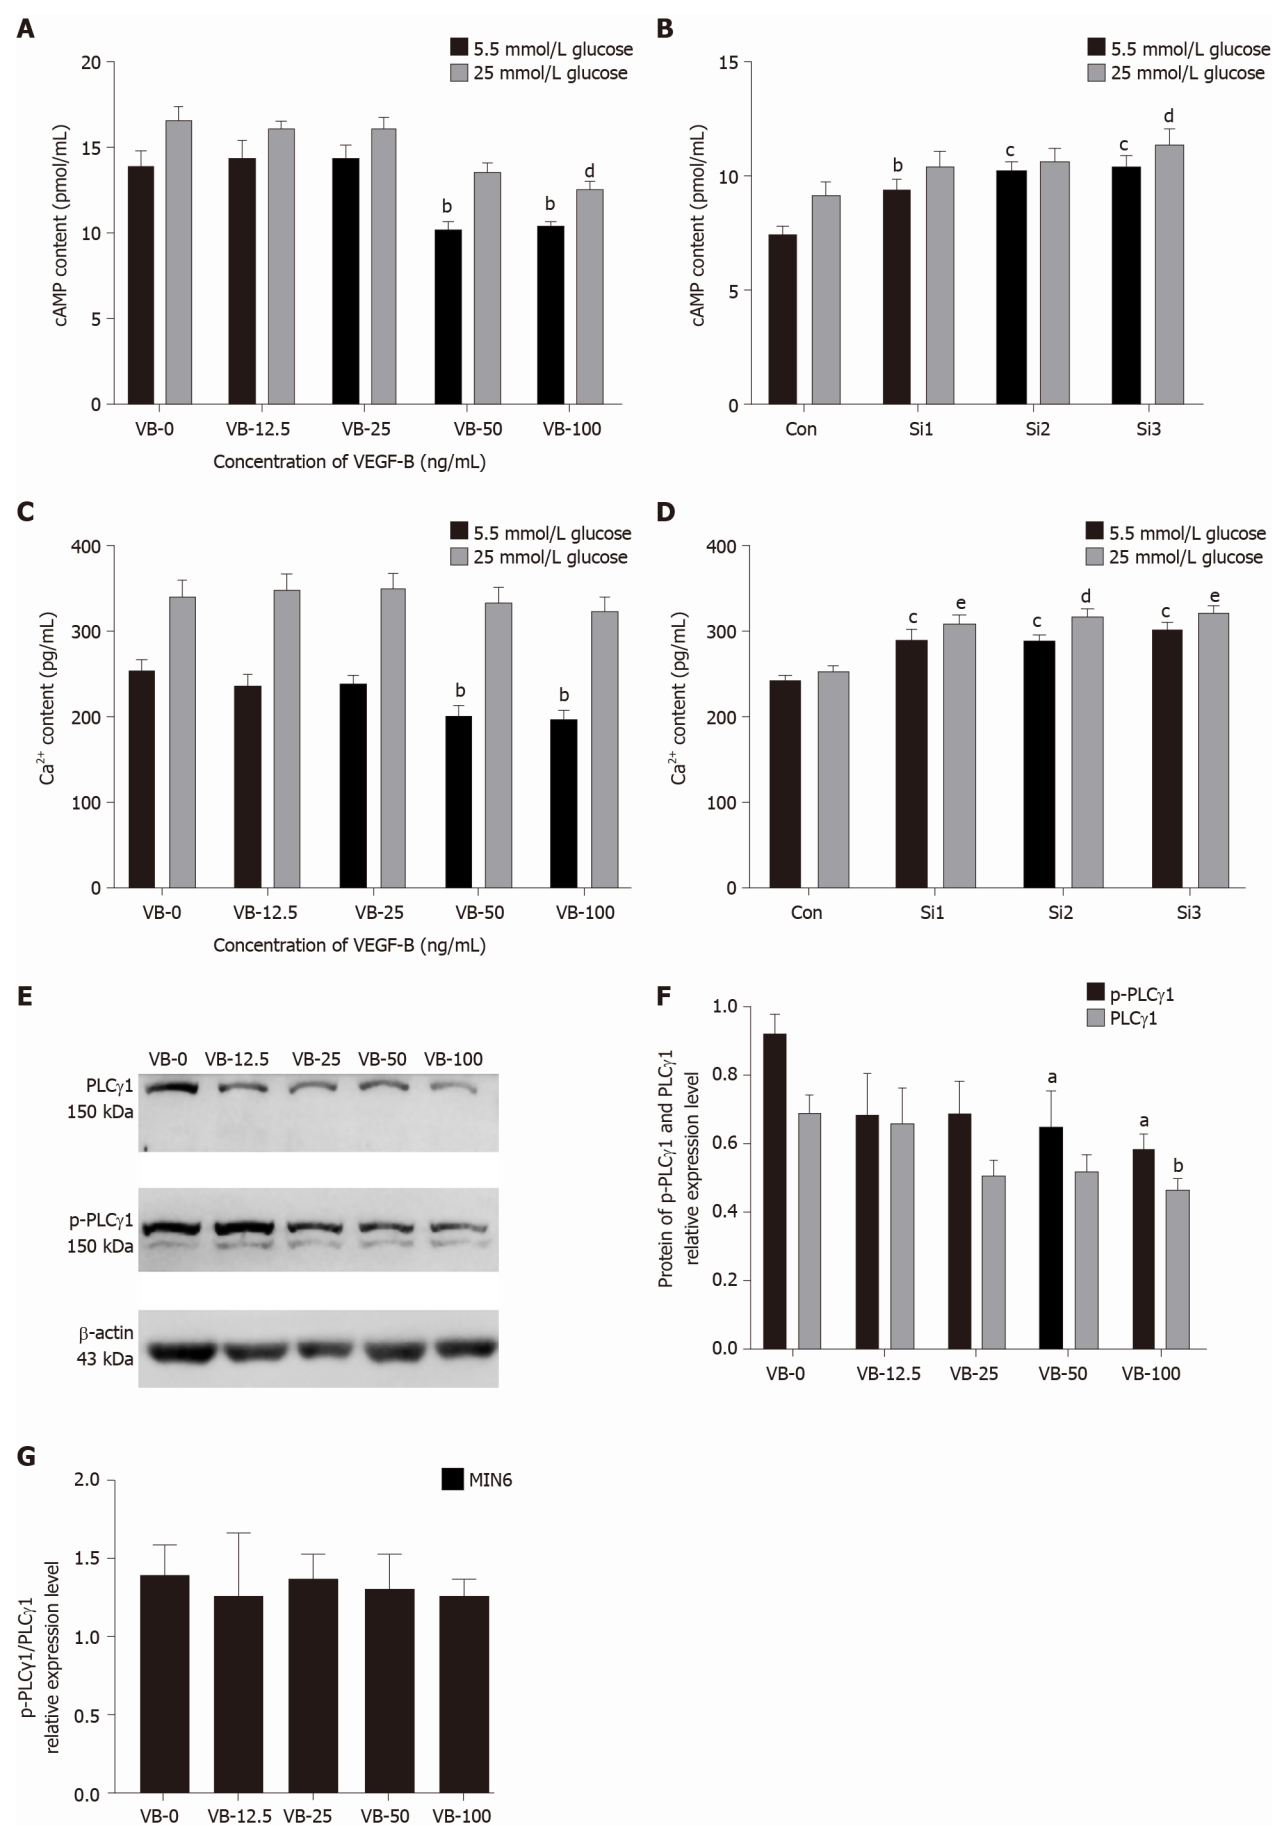 A
5.5 mmol/L glucose
25 mmol/L glucose
20
15
10
5
0
cAMP content (pmol/mL)
b
b
d
VB-0 VB-12.5 VB-25 VB-50 VB-100
Concentration of VEGF-B (ng/mL)
B
5.5 mmol/L glucose
25 mmol/L glucose
15
10
5
0
cAMP content (pmol/mL)
b
c
c
d
Con Si1 Si2 Si3
C
5.5 mmol/L glucose
25 mmol/L glucose
400
300
200
100
0
Ca2+ content (pg/mL)
b
b
VB-0 VB-12.5 VB-25 VB-50 VB-100
Concentration of VEGF-B (ng/mL)
D
5.5 mmol/L glucose
25 mmol/L glucose
400
300
200
100
0
Ca2+ content (pg/mL)
c
e
c
d
c
e
Con Si1 Si2 Si3
E
VB-0 VB-12.5 VB-25 VB-50 VB-100
PLCγ1
150 kDa
p-PLCγ1
150 kDa
β-actin
43 kDa
F
p-PLCγ1
PLCγ1
1.0
0.8
0.6
0.4
0.2
0.0
Protein of p-PLCγ1 and PLCγ1
relative expression level
a
a
b
VB-0 VB-12.5 VB-25 VB-50 VB-100
G
MIN6
2.0
1.5
1.0
0.5
0.0
p-PLCγ1/PLCγ1
relative expression level
VB-0 VB-12.5 VB-25 VB-50 VB-100